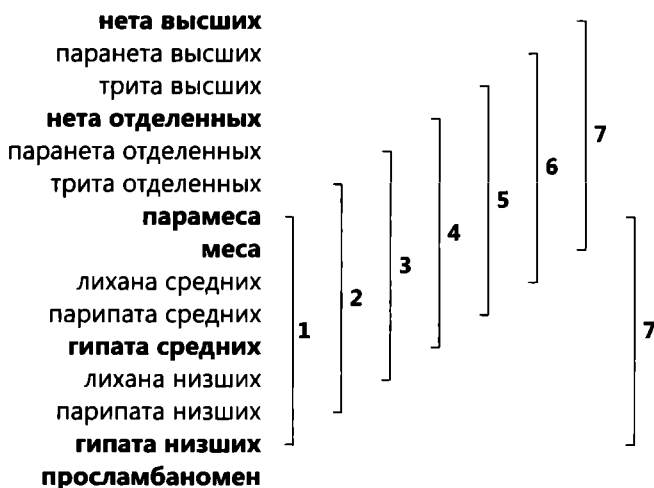 нета высших
паранета высших
трита высших
нета отделенных
паранета отделенных
трита отделенных
парамеса
меса
лихана средних
парипата средних
гипата средних
лихана низших
парипата низших
гипата низших
просламбаномен
1
2
3
4
5
6
7
7